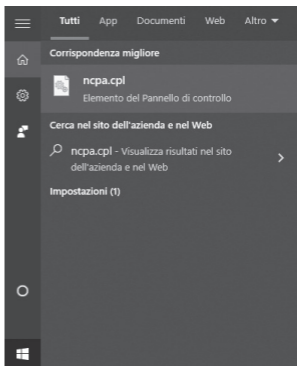 Tutti App Documenti Web Altro
Corrispondenza migliore
ncpa.cpl
Elemento del Pannello di controllo
Cerca nel sito dell'azienda e nel Web
ncpa.cpl - Visualizza risultati nel sito
dell'azienda e nel Web
Impostazioni (1)